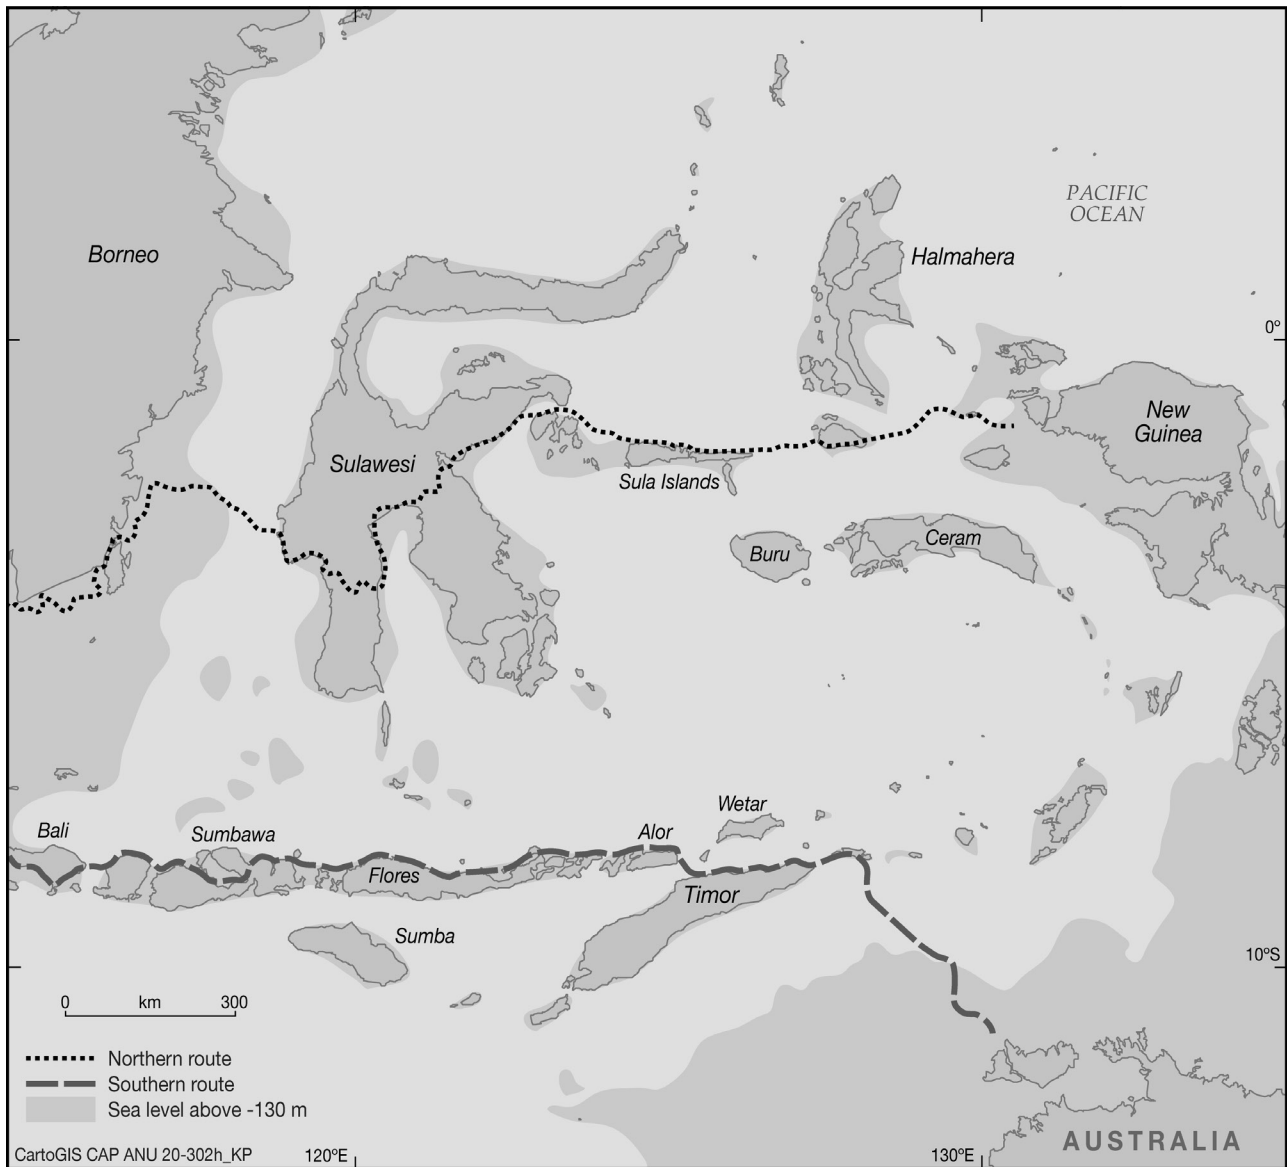 PACIFIC
OCEAN
Borneo
Halmahera
0°
New
Guinea
Sulawesi
Sula Islands
Buru
Ceram
Wetar
Bali
Sumbawa
Alor
Flores
Timor
Sumba
10°S
0 km 300
Northern route
Southern route
Sea level above -130 m
AUSTRALIA
CartoGIS CAP ANU 20-302h_KP
120°E
130°E